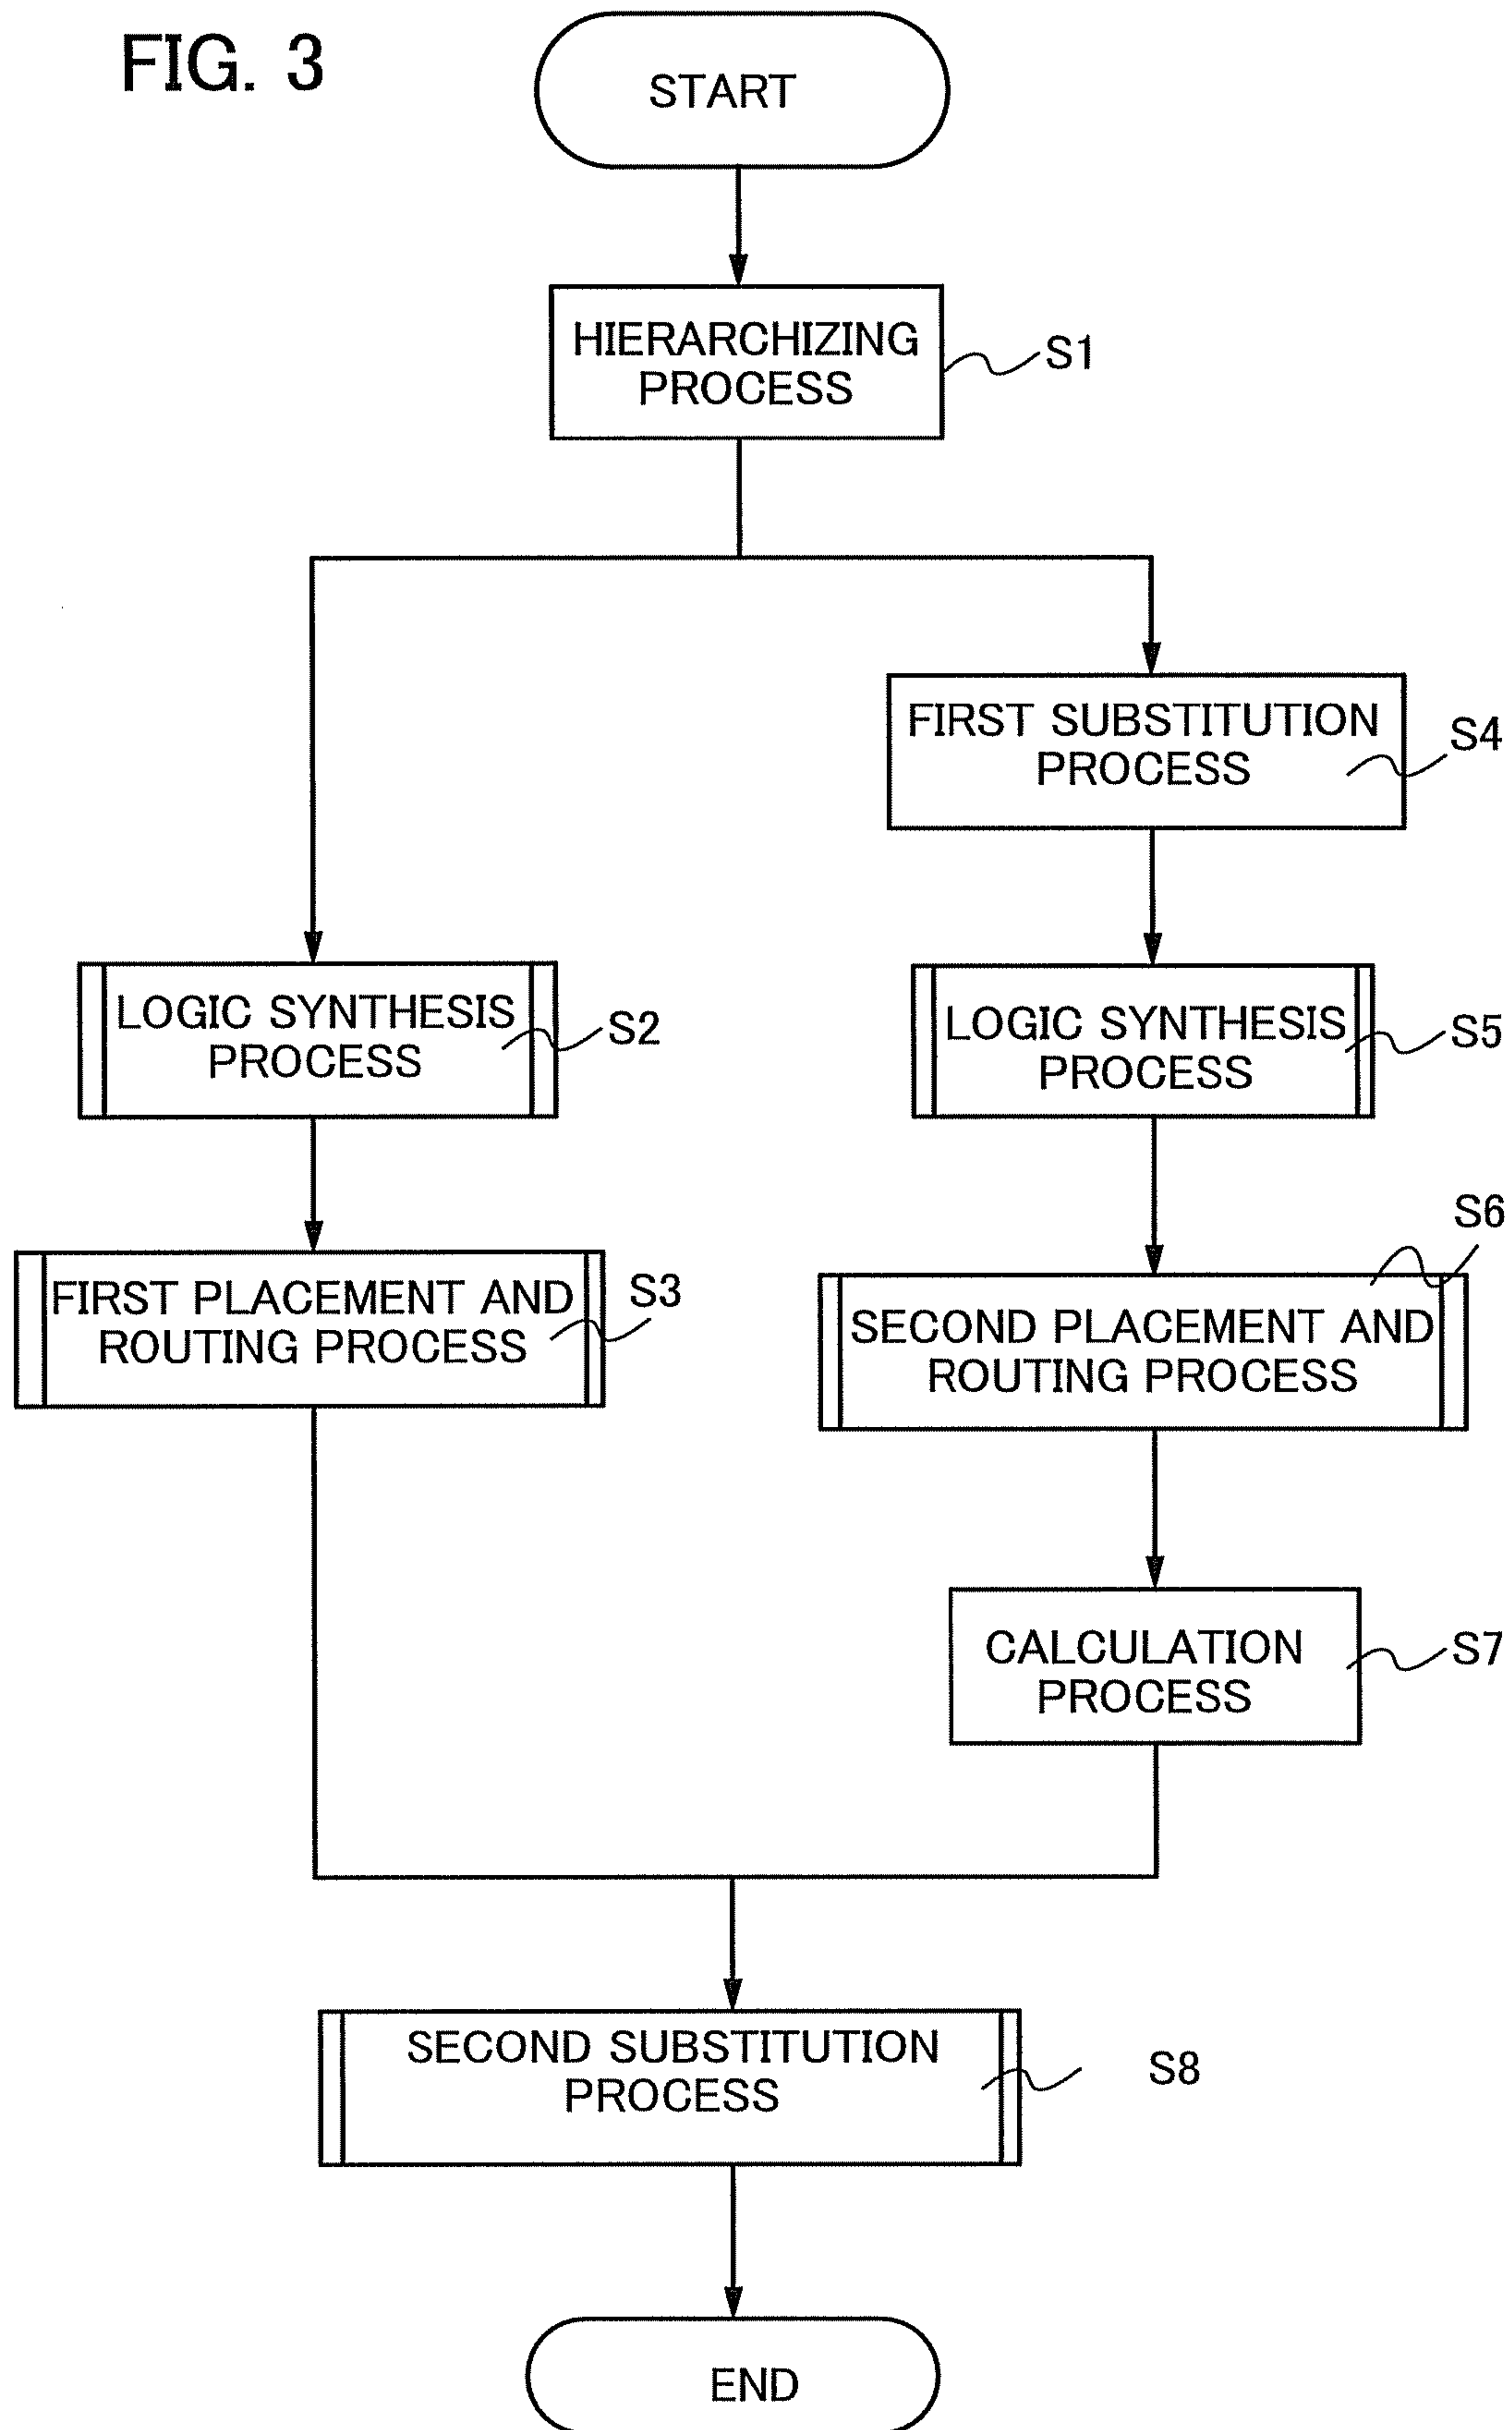 FIG. 3
START
HIERARCHIZING
PROCESS
S1
FIRST SUBSTITUTION
PROCESS
S4
LOGIC SYNTHESIS
PROCESS
S2
LOGIC SYNTHESIS
PROCESS
S5
FIRST PLACEMENT AND
ROUTING PROCESS
S3
SECOND PLACEMENT AND
ROUTING PROCESS
S6
CALCULATION
PROCESS
S7
SECOND SUBSTITUTION
PROCESS
S8
END